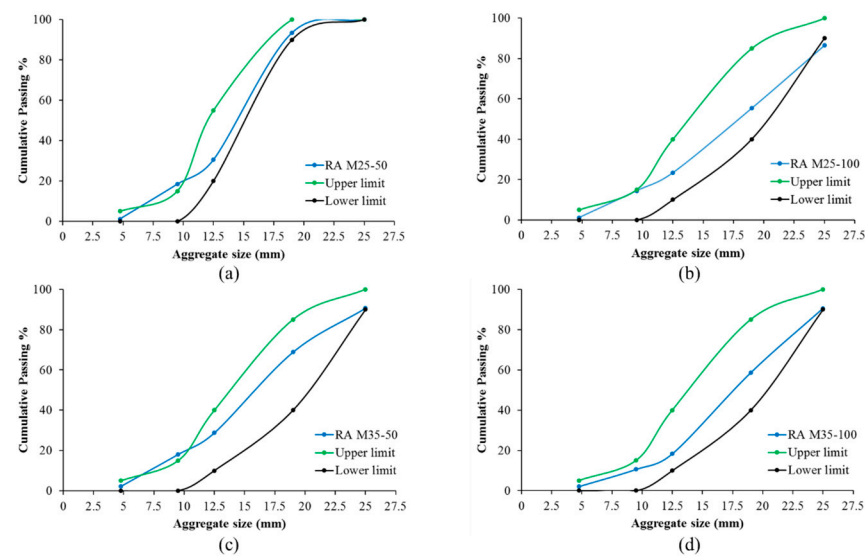 Cumulative Passing %
100
80
60
40
20
0
0 2.5 5 7.5 10 12.5 15 17.5 20 22.5 25 27.5
Aggregate size (mm)
RA M25-50
Upper limit
Lower limit
(a)
Cumulative Passing %
100
80
60
40
20
0
0 2.5 5 7.5 10 12.5 15 17.5 20 22.5 25 27.5
Aggregate size (mm)
RA M25-100
Upper limit
Lower limit
(b)
Cumulative Passing %
100
80
60
40
20
0
0 2.5 5 7.5 10 12.5 15 17.5 20 22.5 25 27.5
Aggregate size (mm)
RA M35-50
Upper limit
Lower limit
(c)
Cumulative Passing %
100
80
60
40
20
0
0 2.5 5 7.5 10 12.5 15 17.5 20 22.5 25 27.5
Aggregate size (mm)
RA M35-100
Upper limit
Lower limit
(d)